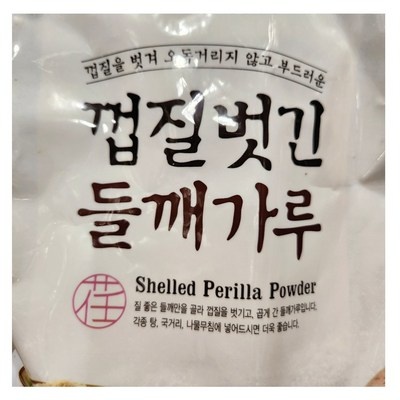 껍질을 벗겨 오독거리지 않고 부드러운
껍질벗긴
들깨가루
荏
Shelled Perilla Powder
질 좋은 들깨만을 골라 껍질을 벗기고, 곱게 간 들깨가루입니다.
각종 탕, 국거리, 나물무침에 넣어드시면 더욱 좋습니다.